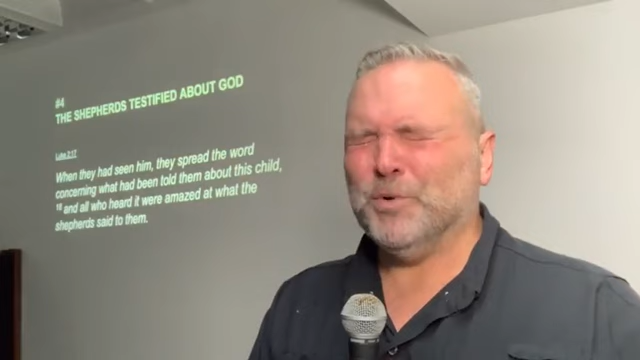 #4
THE SHEPHERDS TESTIFIED ABOUT GOD
Luke 2:17
When they had seen him, they spread the word
concerning what had been told them about this child,
18 and all who heard it were amazed at what the
shepherds said to them.